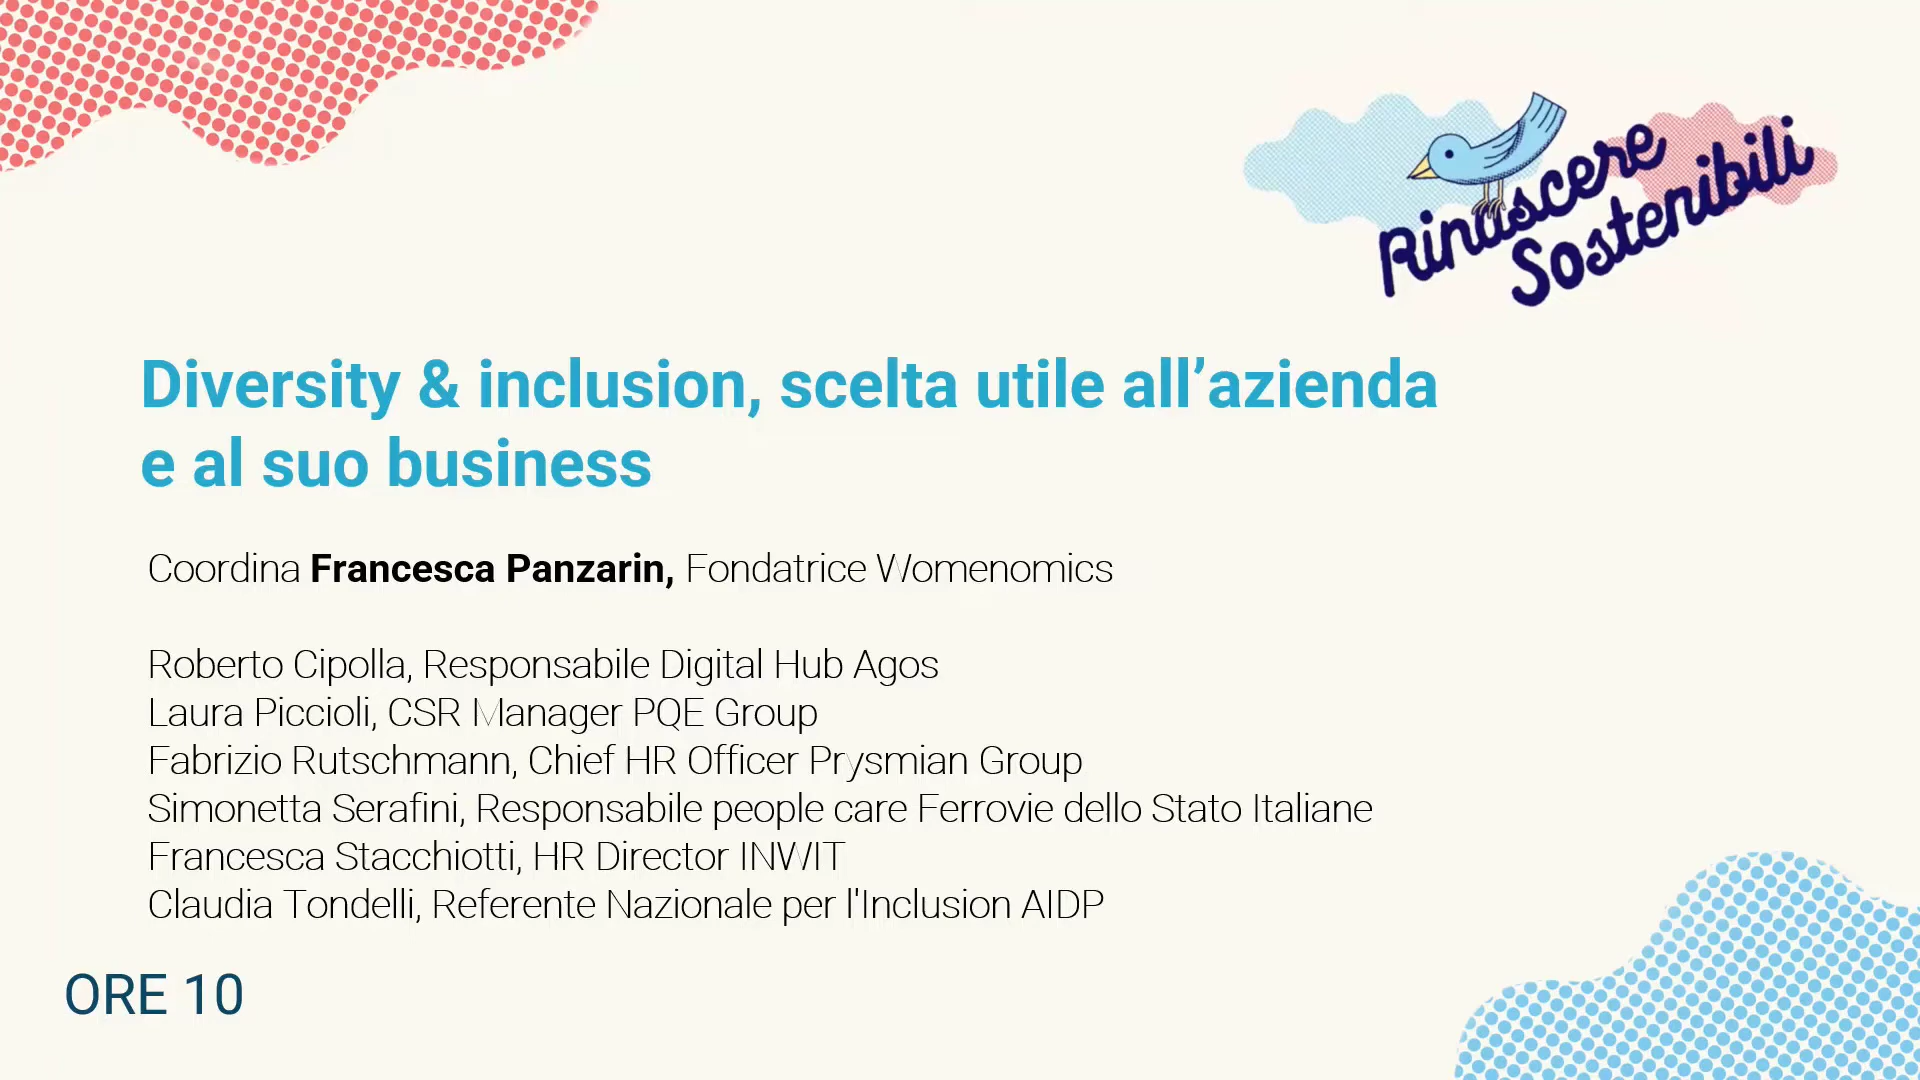 Rinascere
Sostenibili
Diversity & inclusion, scelta utile all’azienda
e al suo business
Coordina Francesca Panzarin, Fondatrice Womenomics
Roberto Cipolla, Responsabile Digital Hub Agos
Laura Piccioli, CSR Manager PQE Group
Fabrizio Rutschmann, Chief HR Officer Prysmian Group
Simonetta Serafini, Responsabile people care Ferrovie dello Stato Italiane
Francesca Stacchiotti, HR Director INWIT
Claudia Tondelli, Referente Nazionale per l'Inclusion AIDP
ORE 10